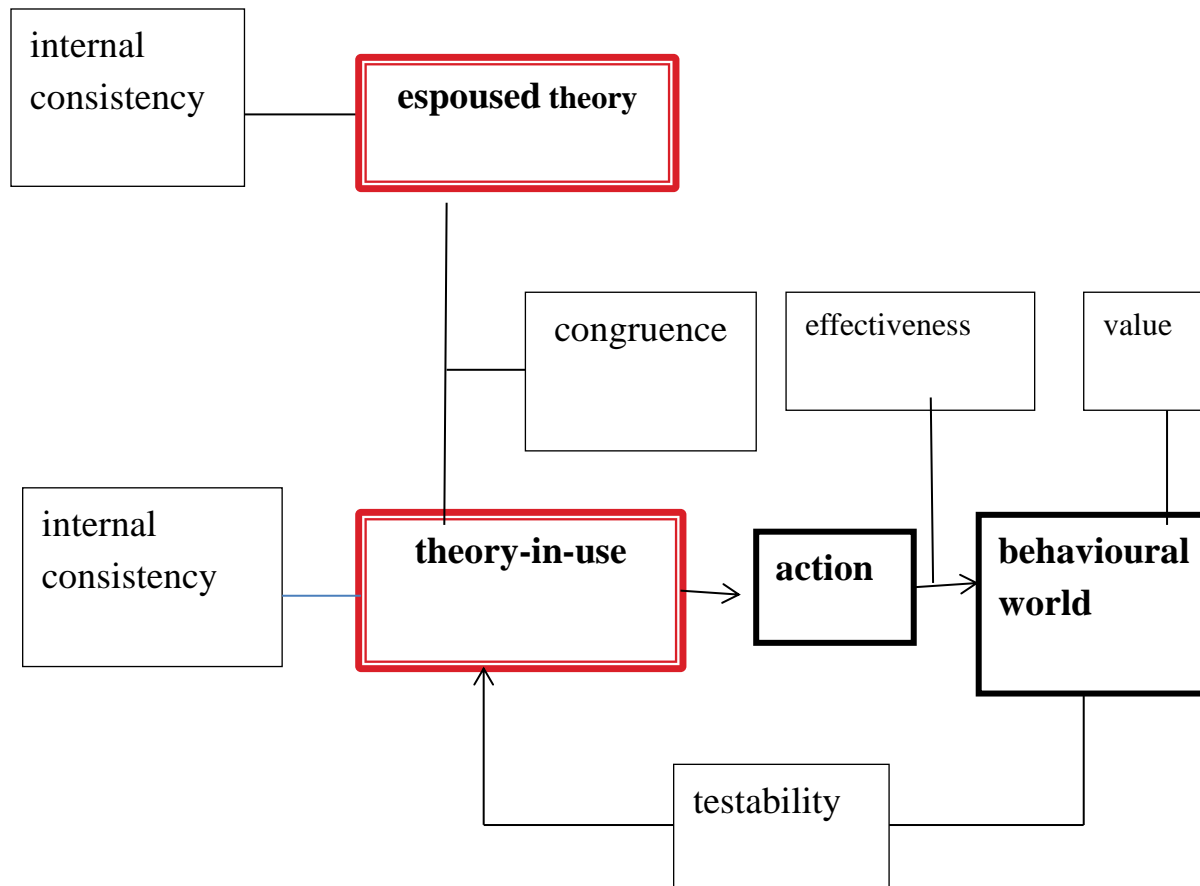 internal
consistency
espoused theory
congruence
effectiveness
value
internal
consistency
theory-in-use
action
behavioural
world
testability